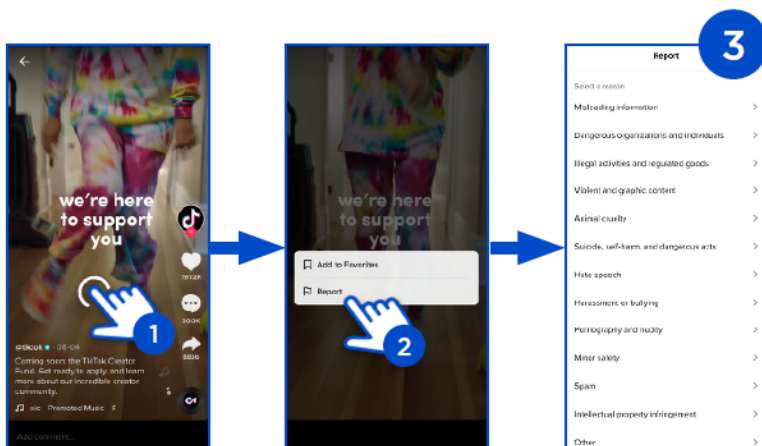 we're here
to support
you
@tiktok · 08-04
Coming soon: the TikTok Creator
Fund. Get ready to apply, and learn
more about our incredible creator
community.
Promoted Music
Add comment...
1
we're here
to support
you
Add to Favorites
Report
2
3
Report
Select a reason
Misleading Information
Dangerous organizations and individuals
Illegal activities and regulated goods
Violent and graphic content
Animal cruelty
Suicide, self-harm, and dangerous acts
Hate speech
Harassment or bullying
Pornography and nudity
Minor safety
Spam
Intellectual property infringement
Other